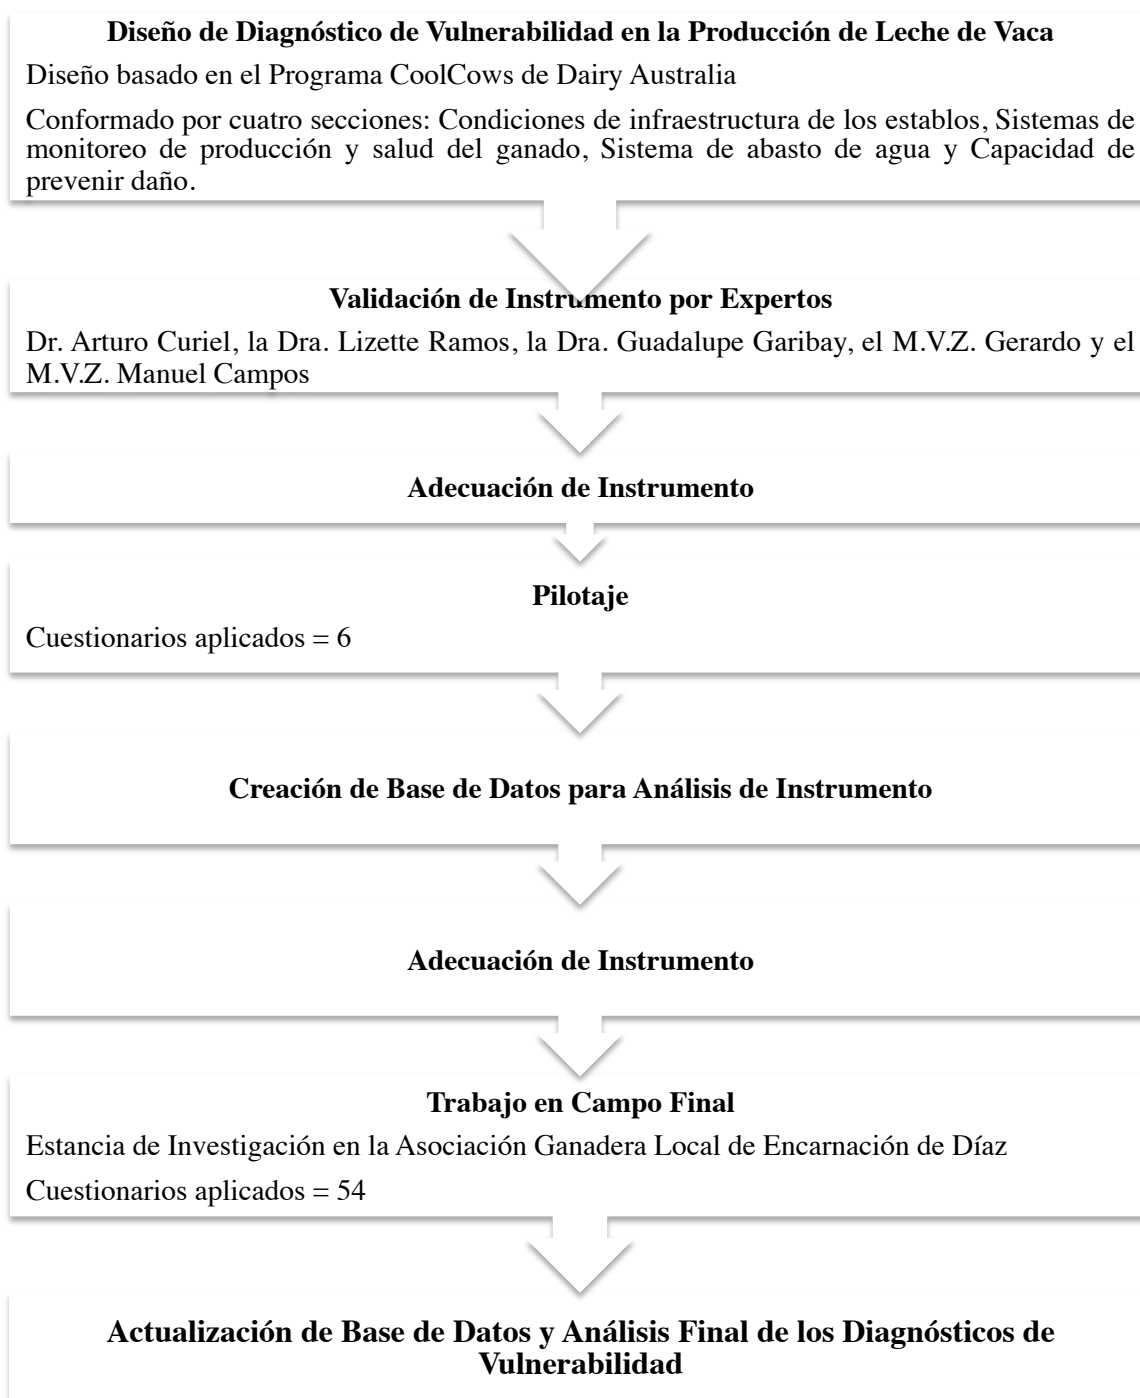 Diseño de Diagnóstico de Vulnerabilidad en la Producción de Leche de Vaca
Diseño basado en el Programa CoolCows de Dairy Australia
Conformado por cuatro secciones: Condiciones de infraestructura de los establos, Sistemas de
monitoreo de producción y salud del ganado, Sistema de abasto de agua y Capacidad de
prevenir daño.
Validación de Instrumento por Expertos
Dr. Arturo Curiel, la Dra. Lizette Ramos, la Dra. Guadalupe Garibay, el M.V.Z. Gerardo y el
M.V.Z. Manuel Campos
Adecuación de Instrumento
Pilotaje
Cuestionarios aplicados = 6
Creación de Base de Datos para Análisis de Instrumento
Adecuación de Instrumento
Trabajo en Campo Final
Estancia de Investigación en la Asociación Ganadera Local de Encarnación de Díaz
Cuestionarios aplicados = 54
Actualización de Base de Datos y Análisis Final de los Diagnósticos de
Vulnerabilidad